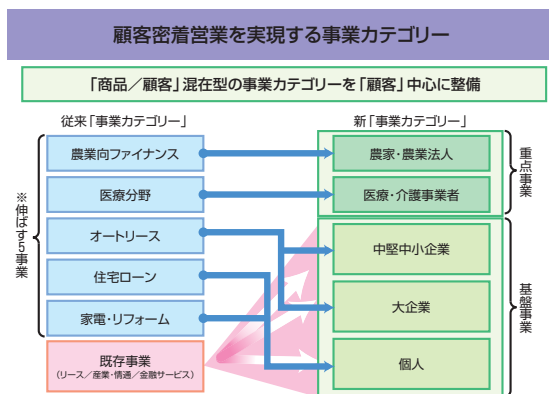 顧客密着営業を実現する事業カテゴリー
「商品／顧客」混在型の事業カテゴリーを「顧客」中心に整備
従来「事業カテゴリー」
新「事業カテゴリー」
※伸ばす5事業
農業向ファイナンス
医療分野
オートリース
住宅ローン
家電・リフォーム
既存事業
（リース／産業・情通／金融サービス）
農家・農業法人
医療・介護事業者
中堅中小企業
大企業
個人
重点事業
基盤事業